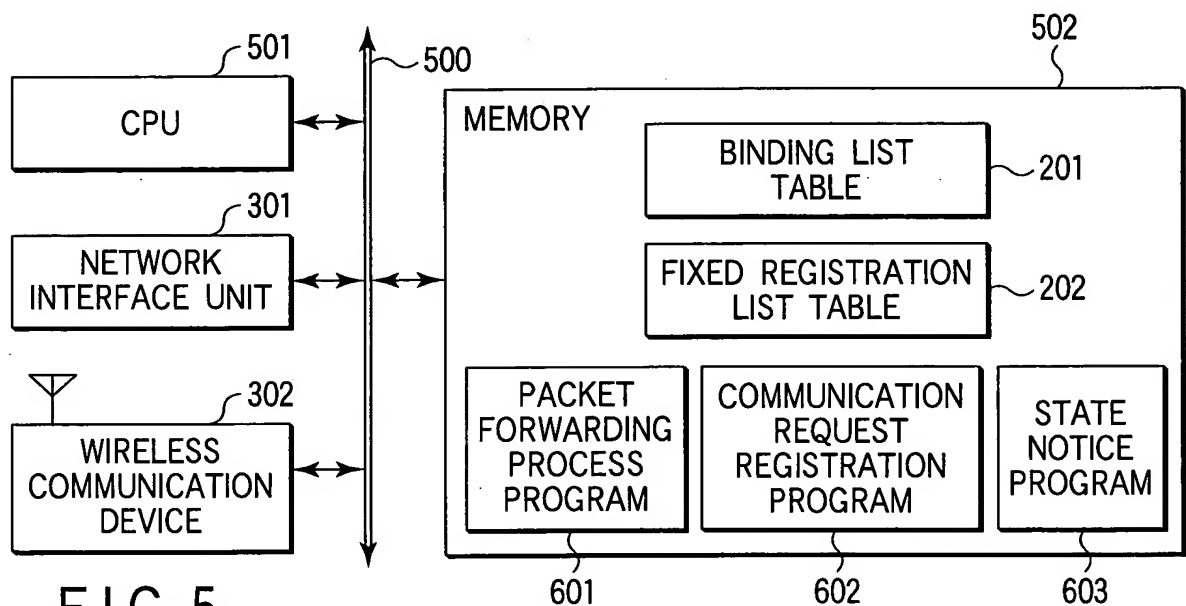 501
CPU
500
502
MEMORY
BINDING LIST
TABLE
201
301
NETWORK
INTERFACE UNIT
FIXED REGISTRATION
LIST TABLE
202
302
WIRELESS
COMMUNICATION
DEVICE
PACKET
FORWARDING
PROCESS
PROGRAM
COMMUNICATION
REQUEST
REGISTRATION
PROGRAM
STATE
NOTICE
PROGRAM
601
602
603
FIG. 5